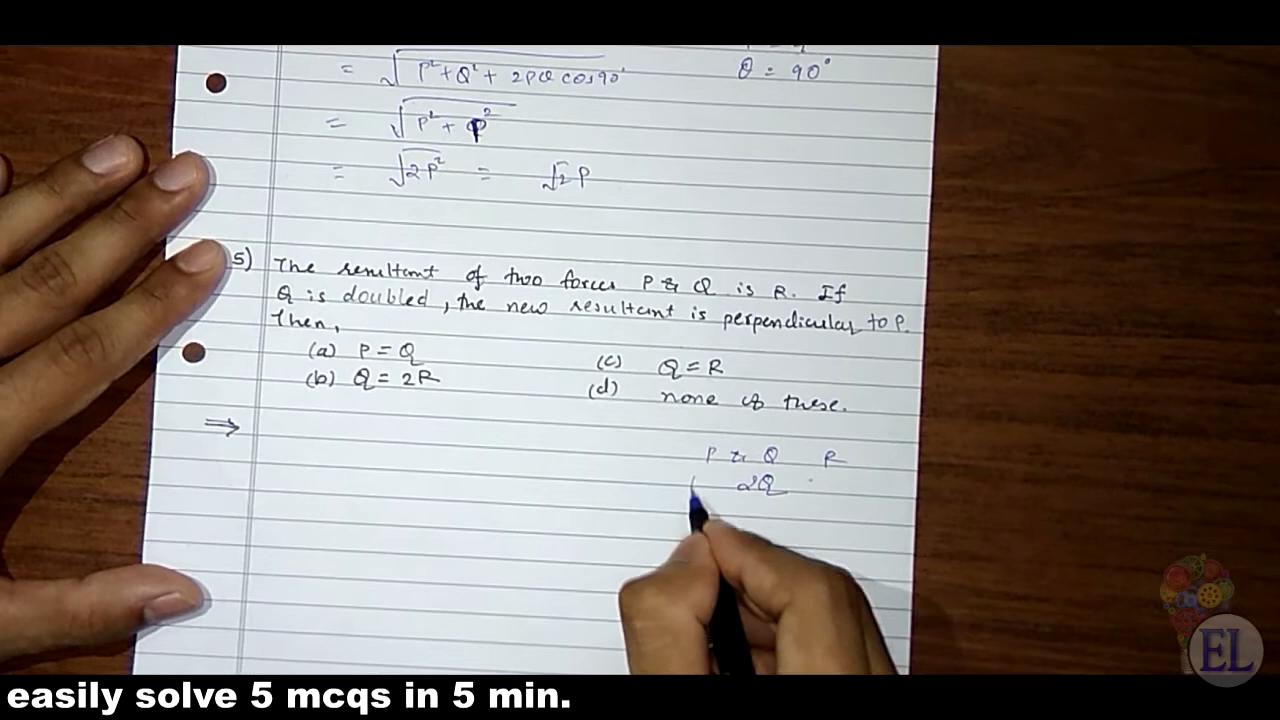 = √P²+Q²+ 2PQ cos90°
θ = 90°
= √P² + P²
= √2P² = √2 P
5) The resultant of two forces P & Q is R. If
Q is doubled, the new resultant is perpendicular to P.
Then,
(a) P = Q
(c) Q = R
(b) Q = 2R
(d) none of these.
⇒
P & Q R
2Q
EL
easily solve 5 mcqs in 5 min.